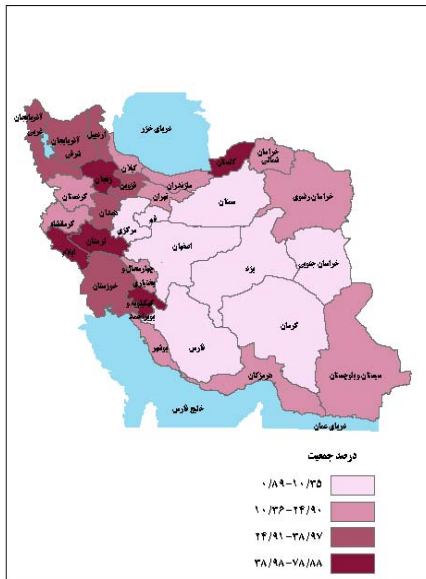 دریای خزر
آذربایجان
غربی
آذربایجان
شرقی
اردبیل
گیلان
زنجان
قزوین
مازندران
تهران
گلستان
خراسان
شمالی
خراسان رضوی
سمنان
کردستان
همدان
کرمانشاه
مرکزی
قم
لرستان
ایلام
اصفهان
یزد
خراسان جنوبی
خوزستان
چهارمحال و
بختیاری
کهگیلویه و
بویراحمد
فارس
کرمان
بوشهر
هرمزگان
سیستان و بلوچستان
خلیج فارس
دریای عمان
درصد جمعیت
۰/۸۹-۱۰/۳۵
۱۰/۳۶-۲۴/۹۰
۲۴/۹۱-۳۸/۹۷
۳۸/۹۸-۷۸/۸۸